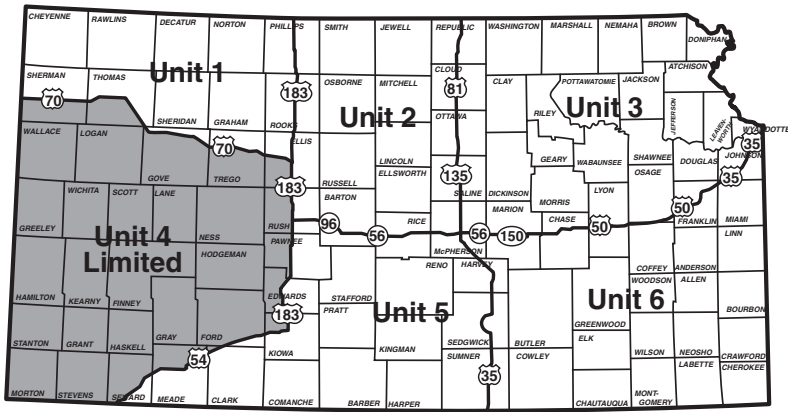 CHEYENNE RAWLINS DECATUR NORTON PHILLIPS SMITH JEWELL REPUBLIC WASHINGTON MARSHALL NEMAHA BROWN
DONIPHAN
ATCHISON
SHERMAN THOMAS Unit 1 OSBORNE MITCHELL CLOUD CLAY POTTAWATOMIE JACKSON
70 183 81
SHERIDAN GRAHAM ROOKS Unit 2 OTTAWA RILEY Unit 3 JEFFERSON LEAVEN-
WORTH
WYANDOTTE
35
WALLACE LOGAN 70 ELLIS LINCOLN GEARY WABAUNSEE SHAWNEE DOUGLAS JOHNSON
GOVE TREGO 183 RUSSELL ELLSWORTH 135 SALINE DICKINSON LYON OSAGE 35
WICHITA SCOTT LANE BARTON MORRIS
GREELEY NESS RUSH 96 RICE MARION CHASE 50 50 FRANKLIN MIAMI
Unit 4
Limited
HODGEMAN PAWNEE 56 56 150 LINN
McPHERSON
RENO HARVEY COFFEY ANDERSON
HAMILTON KEARNY FINNEY EDWARDS STAFFORD WOODSON ALLEN
183 PRATT Unit 5 Unit 6 BOURBON
STANTON GRANT HASKELL GRAY FORD KINGMAN SEDGWICK BUTLER GREENWOOD
54 KIOWA SUMNER COWLEY ELK WILSON NEOSHO CRAWFORD
35 LABETTE CHEROKEE
MORTON STEVENS SEWARD MEADE CLARK COMANCHE BARBER HARPER CHAUTAUQUA MONT-
GOMERY